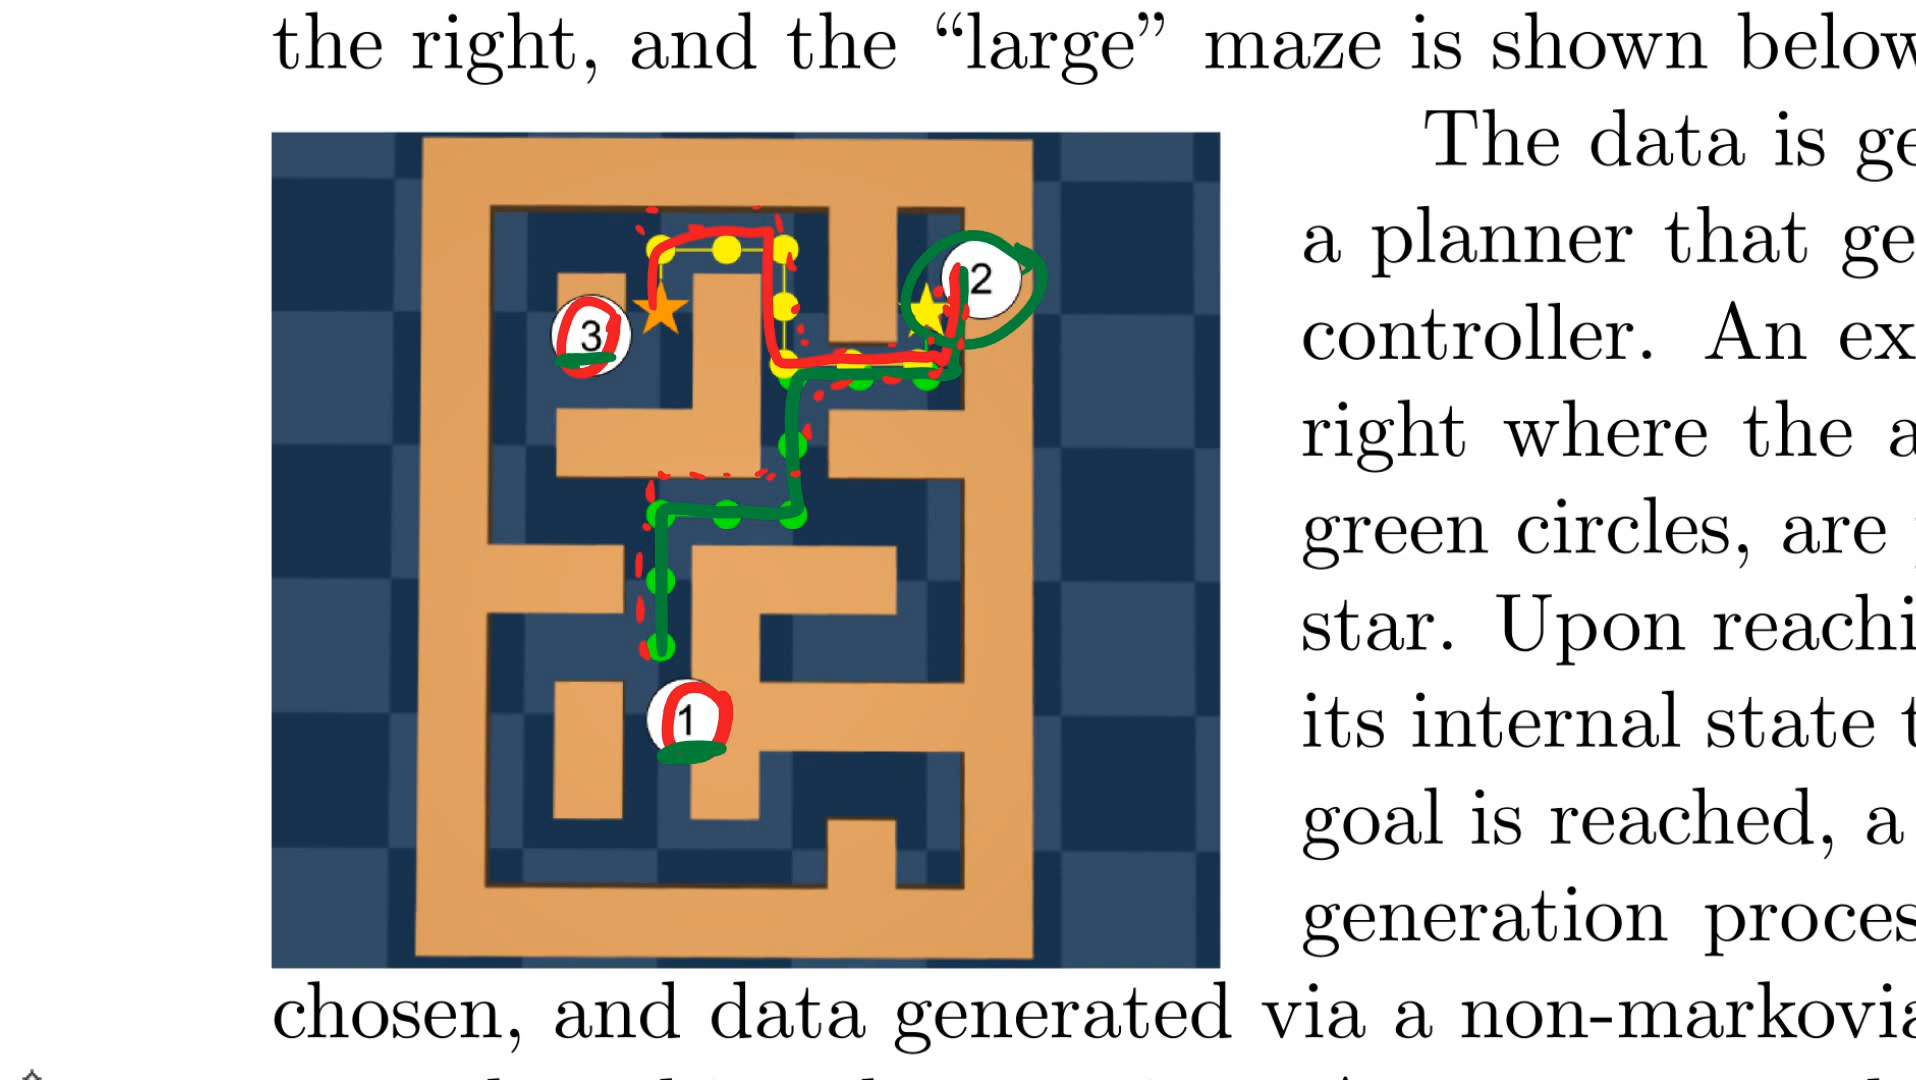 the right, and the “large” maze is shown below
The data is ge
a planner that ge
controller. An ex
right where the a
green circles, are
star. Upon reachi
its internal state t
goal is reached, a
generation proces
chosen, and data generated via a non-markovia
3
2
1